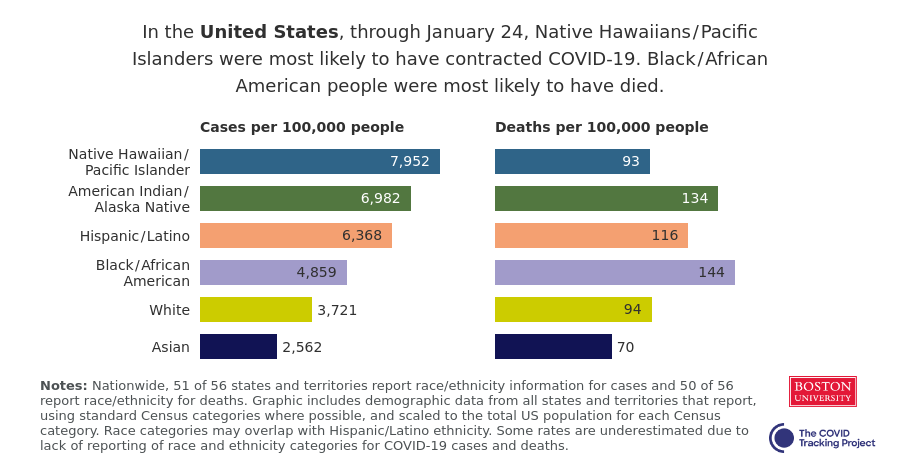 In the United States, through January 24, Native Hawaiians/Pacific
Islanders were most likely to have contracted COVID-19. Black/African
American people were most likely to have died.
Cases per 100,000 people
Deaths per 100,000 people
Native Hawaiian/
Pacific Islander
7,952
93
American Indian/
Alaska Native
6,982
134
Hispanic/Latino
6,368
116
Black/African
American
4,859
144
White
3,721
94
Asian
2,562
70
Notes: Nationwide, 51 of 56 states and territories report race/ethnicity information for cases and 50 of 56
report race/ethnicity for deaths. Graphic includes demographic data from all states and territories that report,
using standard Census categories where possible, and scaled to the total US population for each Census
category. Race categories may overlap with Hispanic/Latino ethnicity. Some rates are underestimated due to
lack of reporting of race and ethnicity categories for COVID-19 cases and deaths.
BOSTON
UNIVERSITY
The COVID
Tracking Project